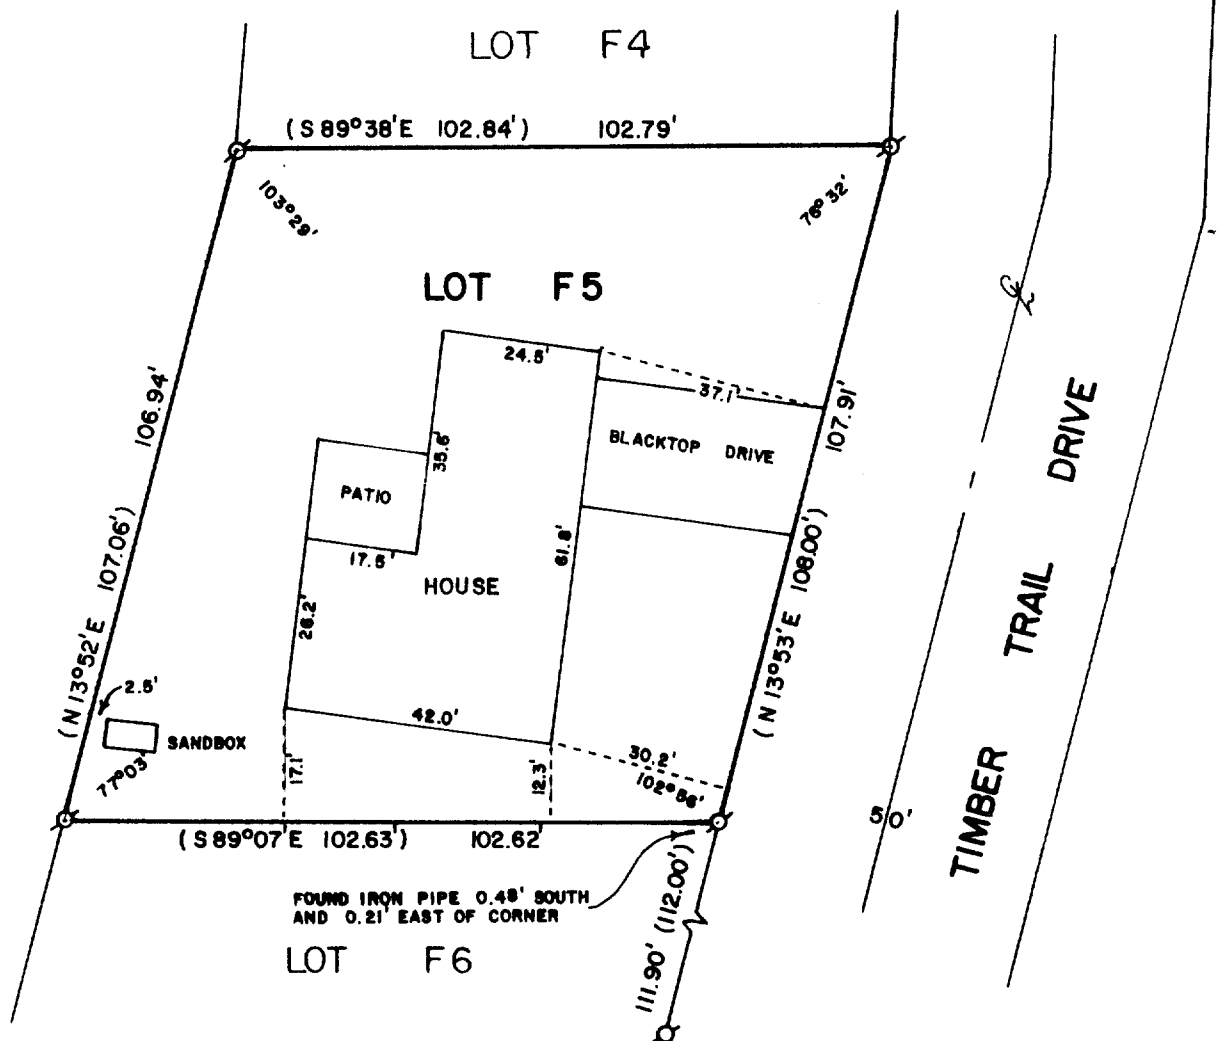 LOT F4
(S 89°38'E 102.84') 102.79'
103°29'
76°32'
LOT F5
24.5'
37.1'
BLACKTOP DRIVE
35.6'
PATIO
17.5'
HOUSE
61.8'
26.2'
42.0'
106.94'
(N 13°52'E 107.06')
107.91'
(N 13°53'E 108.00')
2.5'
SANDBOX
77°03'
17.1'
12.3'
30.2'
102°56'
(S 89°07'E 102.63') 102.62'
FOUND IRON PIPE 0.48' SOUTH
AND 0.21' EAST OF CORNER
LOT F6
111.90' (112.00')
50'
TIMBER TRAIL DRIVE